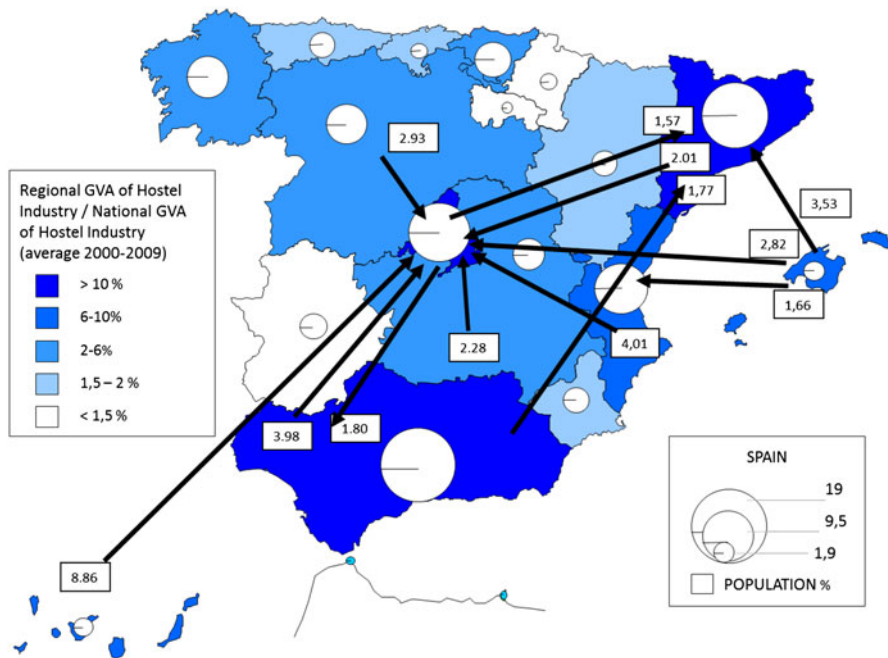 1,57
2.93
2.01
1,77
3,53
2,82
1,66
2.28
4,01
3.98
1.80
8.86
Regional GVA of Hostel
Industry / National GVA
of Hostel Industry
(average 2000-2009)
> 10 %
6-10%
2-6%
1,5 – 2 %
< 1,5 %
SPAIN
19
9,5
1,9
POPULATION %